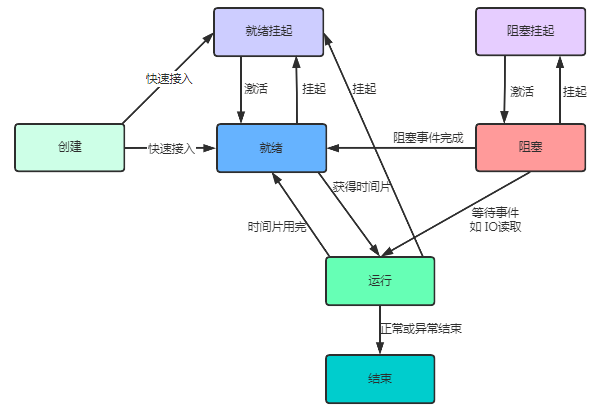 就绪挂起
阻塞挂起
快速接入
激活
挂起
挂起
激活
挂起
创建
快速接入
就绪
阻塞事件完成
阻塞
获得时间片
时间片用完
等待事件
如 IO读取
运行
正常或异常结束
结束